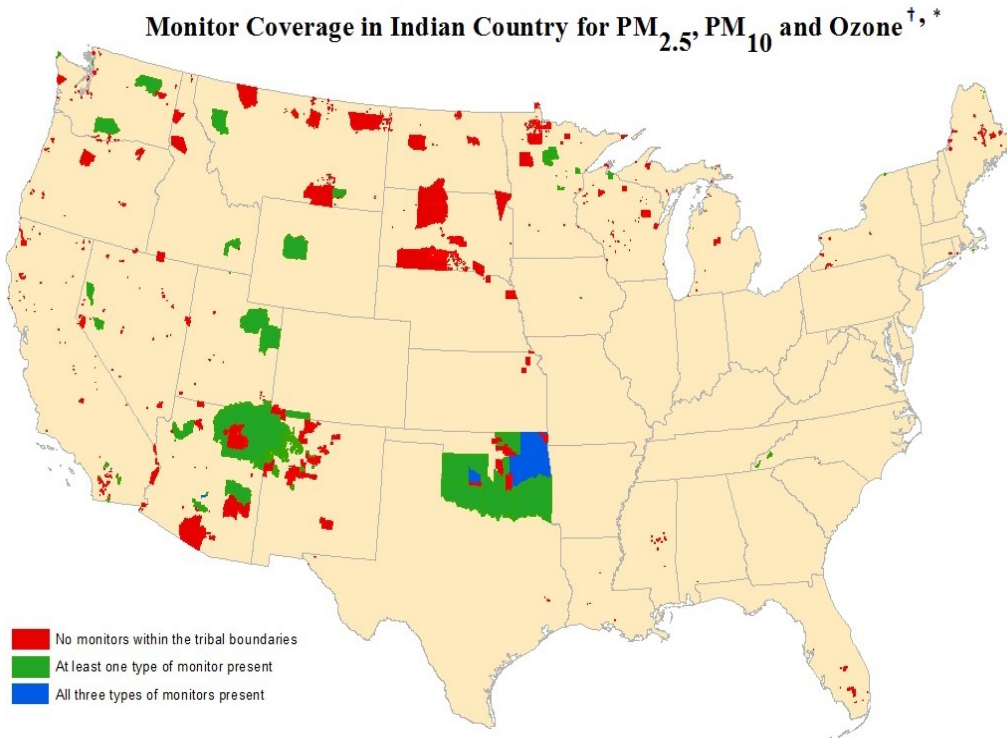 Monitor Coverage in Indian Country for PM2.5, PM10 and Ozone†, *
No monitors within the tribal boundaries
At least one type of monitor present
All three types of monitors present